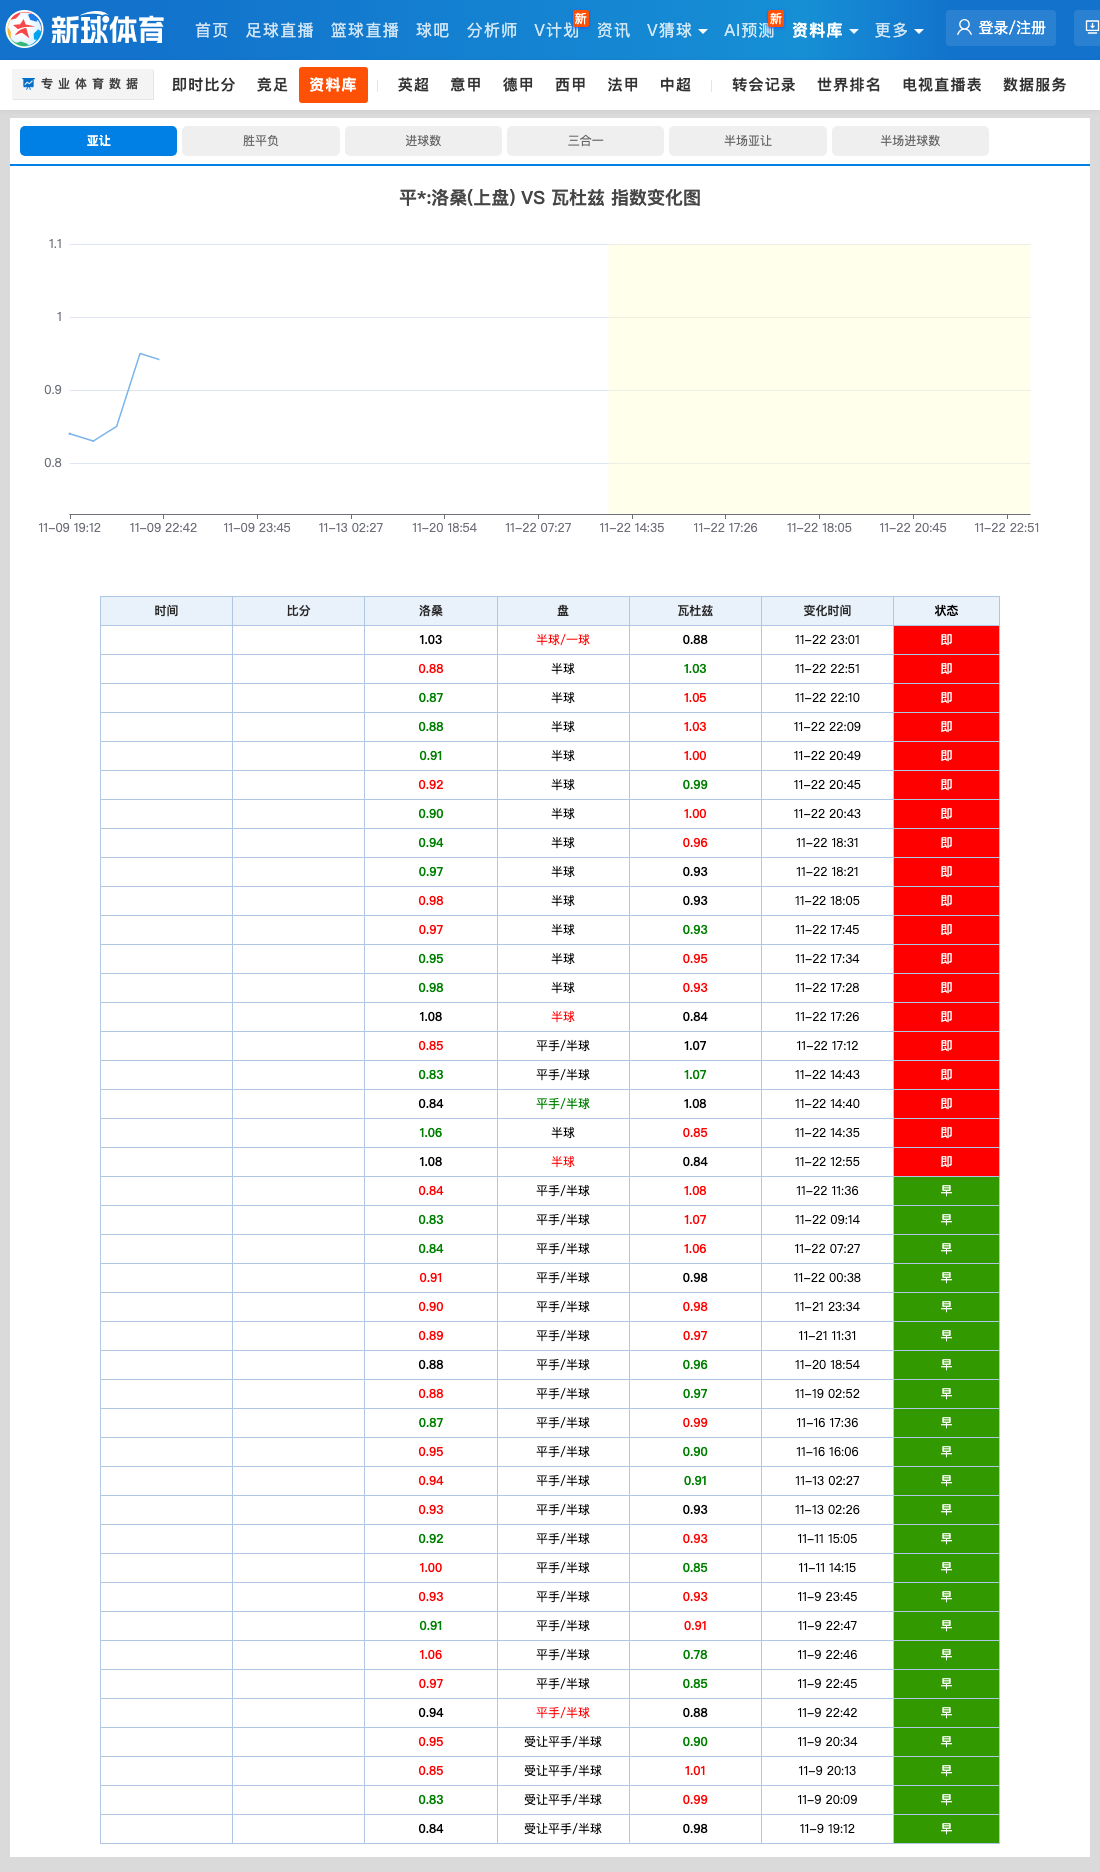 新球体育 首页 足球直播 篮球直播 球吧 分析师 V计划 新 资讯 V猜球 AI预测 新 资料库 更多 登录/注册
专业体育数据 即时比分 竞足 资料库 英超 意甲 德甲 西甲 法甲 中超 转会记录 世界排名 电视直播表 数据服务
亚让 胜平负 进球数 三合一 半场亚让 半场进球数
平*:洛桑(上盘) VS 瓦杜兹 指数变化图
1.1
1
0.9
0.8
11-09 19:12 11-09 22:42 11-09 23:45 11-13 02:27 11-20 18:54 11-22 07:27 11-22 14:35 11-22 17:26 11-22 18:05 11-22 20:45 11-22 22:51
时间 比分 洛桑 盘 瓦杜兹 变化时间 状态
1.03 半球/一球 0.88 11-22 23:01 即
0.88 半球 1.03 11-22 22:51 即
0.87 半球 1.05 11-22 22:10 即
0.88 半球 1.03 11-22 22:09 即
0.91 半球 1.00 11-22 20:49 即
0.92 半球 0.99 11-22 20:45 即
0.90 半球 1.00 11-22 20:43 即
0.94 半球 0.96 11-22 18:31 即
0.97 半球 0.93 11-22 18:21 即
0.98 半球 0.93 11-22 18:05 即
0.97 半球 0.93 11-22 17:45 即
0.95 半球 0.95 11-22 17:34 即
0.98 半球 0.93 11-22 17:28 即
1.08 半球 0.84 11-22 17:26 即
0.85 平手/半球 1.07 11-22 17:12 即
0.83 平手/半球 1.07 11-22 14:43 即
0.84 平手/半球 1.08 11-22 14:40 即
1.06 半球 0.85 11-22 14:35 即
1.08 半球 0.84 11-22 12:55 即
0.84 平手/半球 1.08 11-22 11:36 早
0.83 平手/半球 1.07 11-22 09:14 早
0.84 平手/半球 1.06 11-22 07:27 早
0.91 平手/半球 0.98 11-22 00:38 早
0.90 平手/半球 0.98 11-21 23:34 早
0.89 平手/半球 0.97 11-21 11:31 早
0.88 平手/半球 0.96 11-20 18:54 早
0.88 平手/半球 0.97 11-19 02:52 早
0.87 平手/半球 0.99 11-16 17:36 早
0.95 平手/半球 0.90 11-16 16:06 早
0.94 平手/半球 0.91 11-13 02:27 早
0.93 平手/半球 0.93 11-13 02:26 早
0.92 平手/半球 0.93 11-11 15:05 早
1.00 平手/半球 0.85 11-11 14:15 早
0.93 平手/半球 0.93 11-9 23:45 早
0.91 平手/半球 0.91 11-9 22:47 早
1.06 平手/半球 0.78 11-9 22:46 早
0.97 平手/半球 0.85 11-9 22:45 早
0.94 平手/半球 0.88 11-9 22:42 早
0.95 受让平手/半球 0.90 11-9 20:34 早
0.85 受让平手/半球 1.01 11-9 20:13 早
0.83 受让平手/半球 0.99 11-9 20:09 早
0.84 受让平手/半球 0.98 11-9 19:12 早